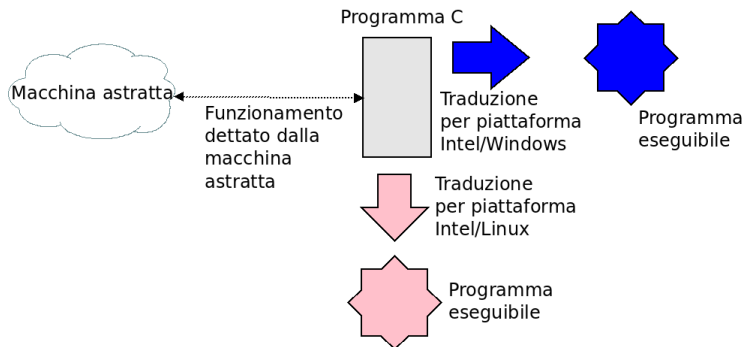 Programma C
Macchina astratta
Funzionamento
dettato dalla
macchina
astratta
Traduzione
per piattaforma
Intel/Windows
Programma
eseguibile
Traduzione
per piattaforma
Intel/Linux
Programma
eseguibile